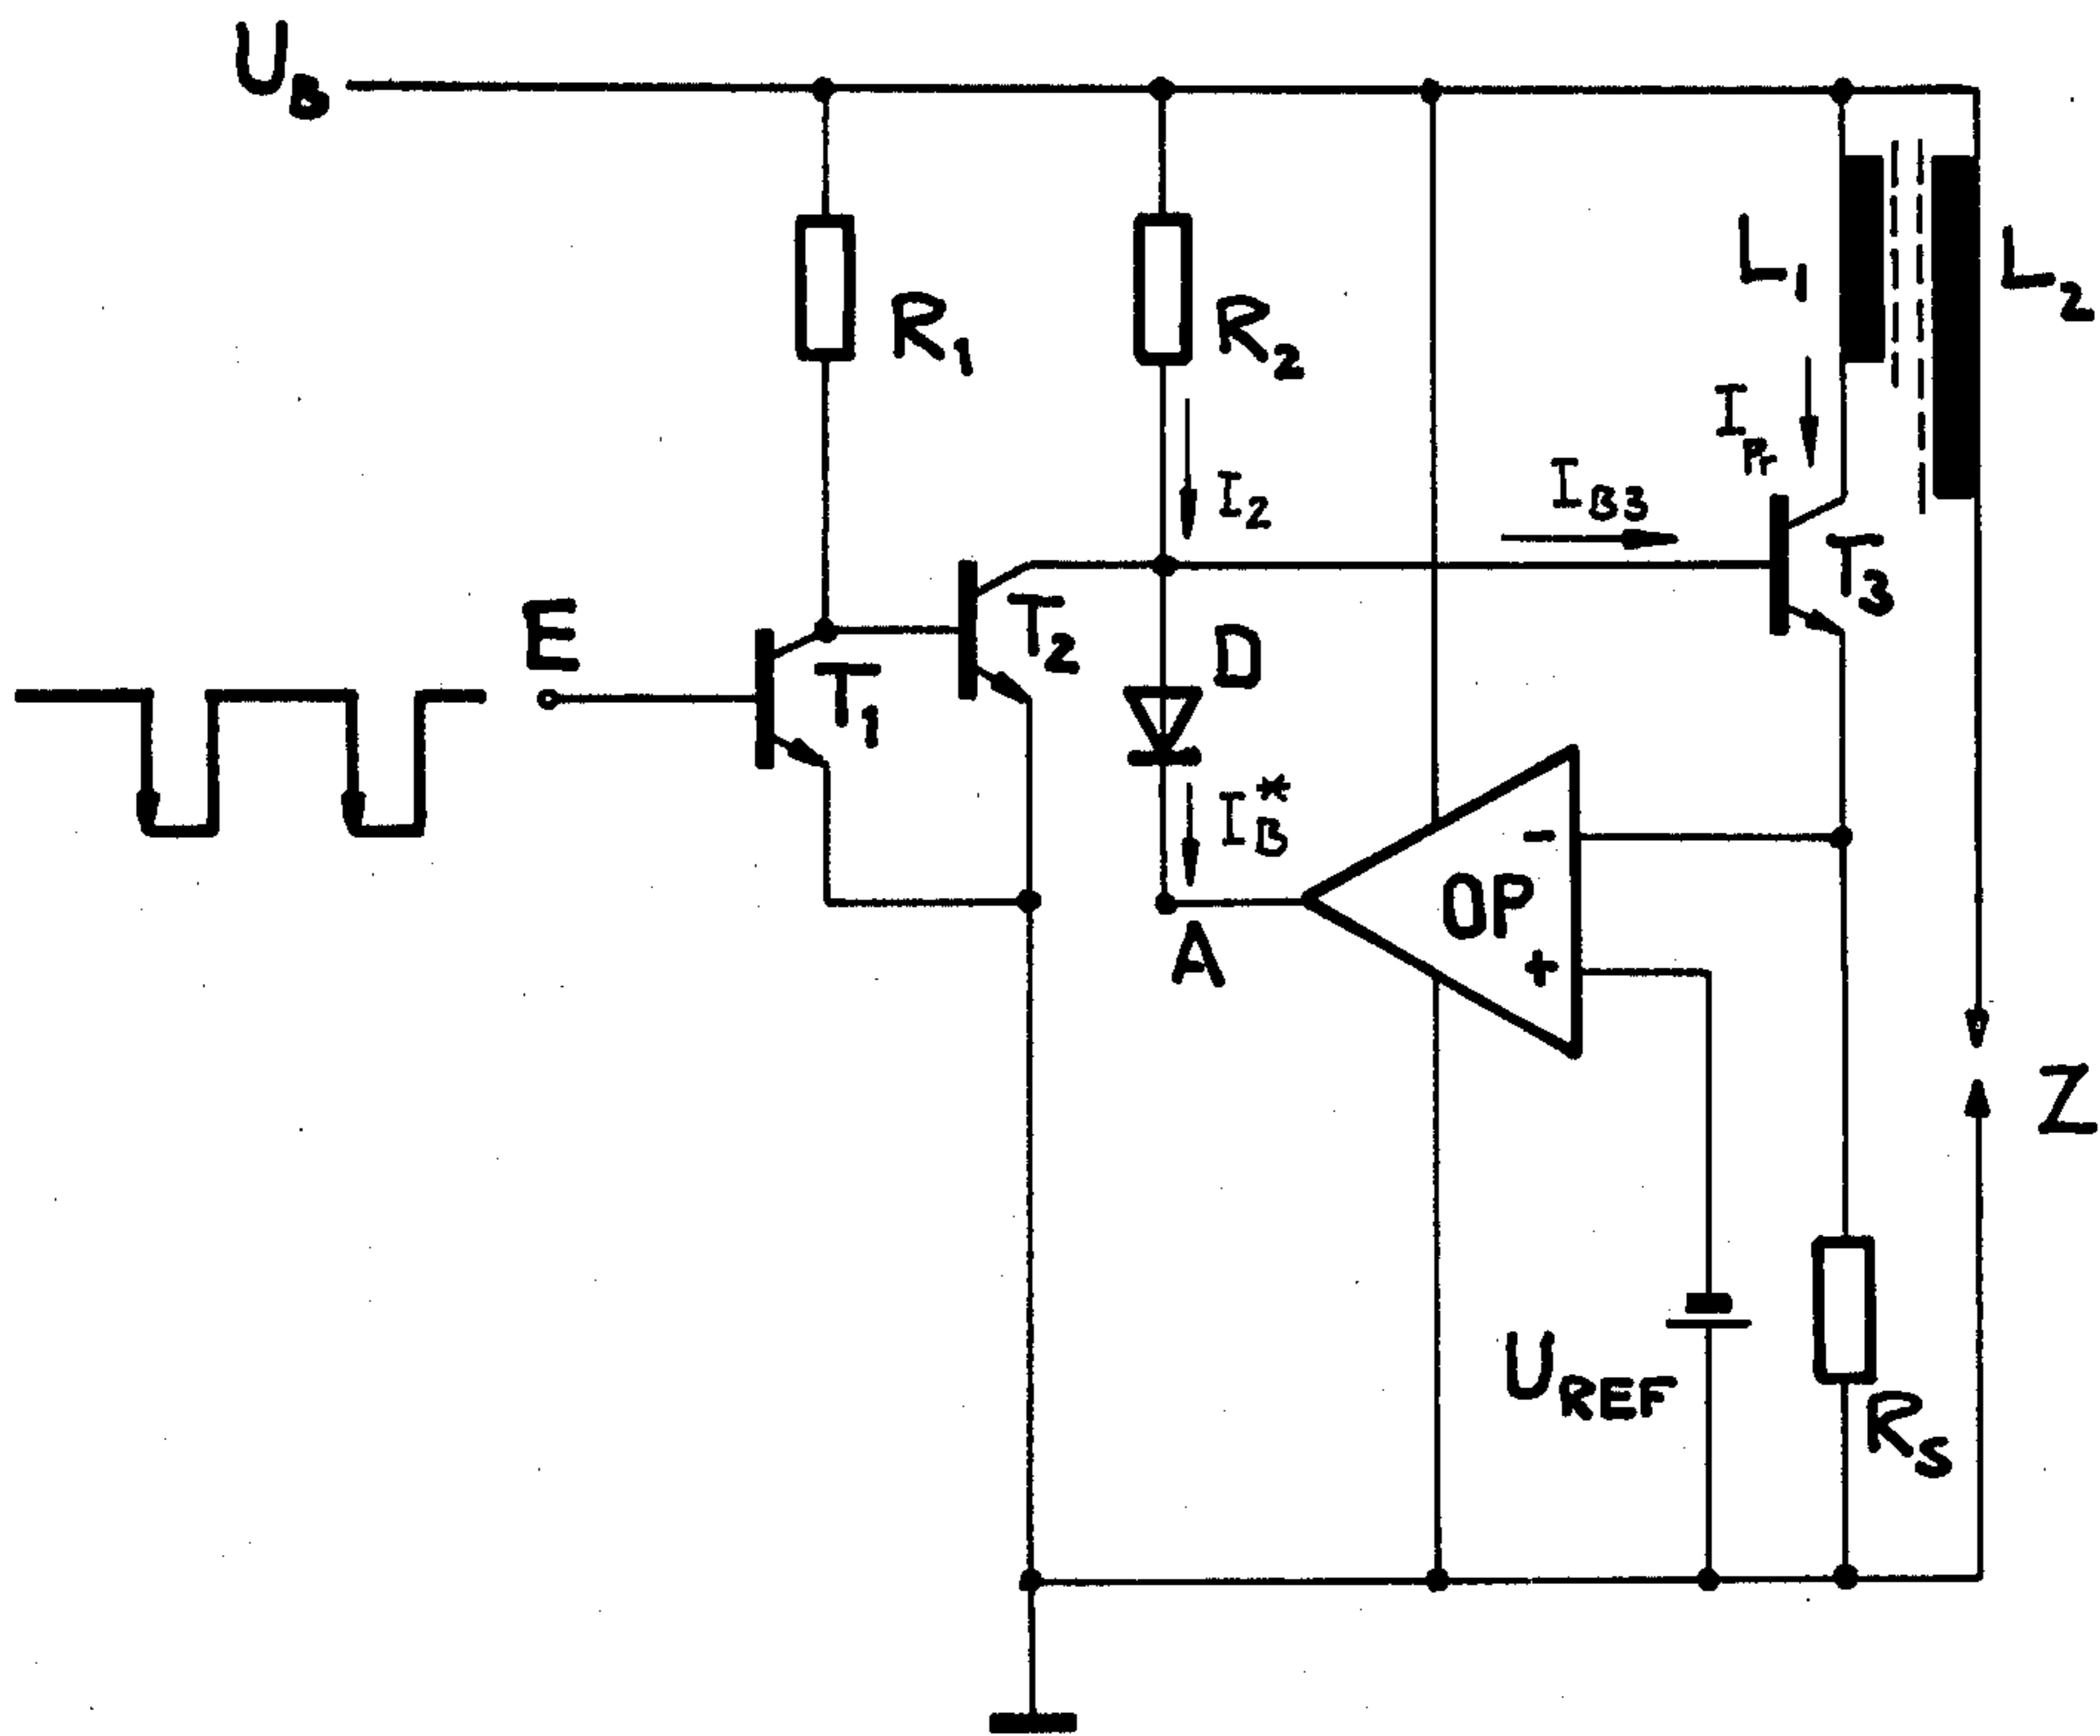 U_B
R_1
R_2
L_1
L_2
I_Pr
I_2
I_B3
T_3
E
T_1
T_2
D
I_B^*
A
OP
-
+
Z
U_REF
R_S